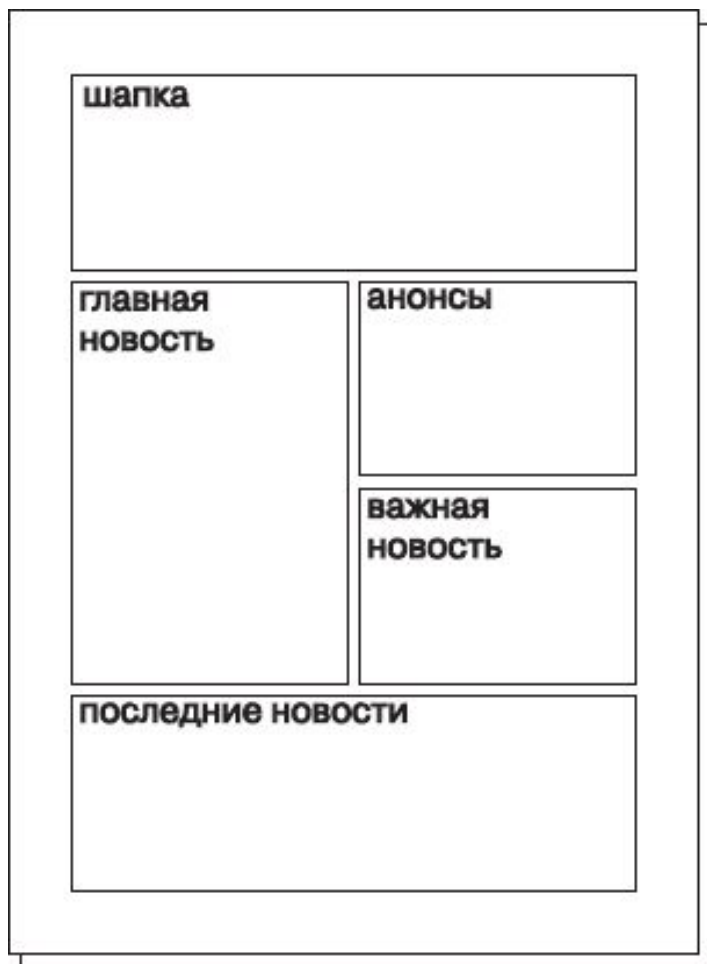 шапка
главная
новость
анонсы
важная
новость
последние новости